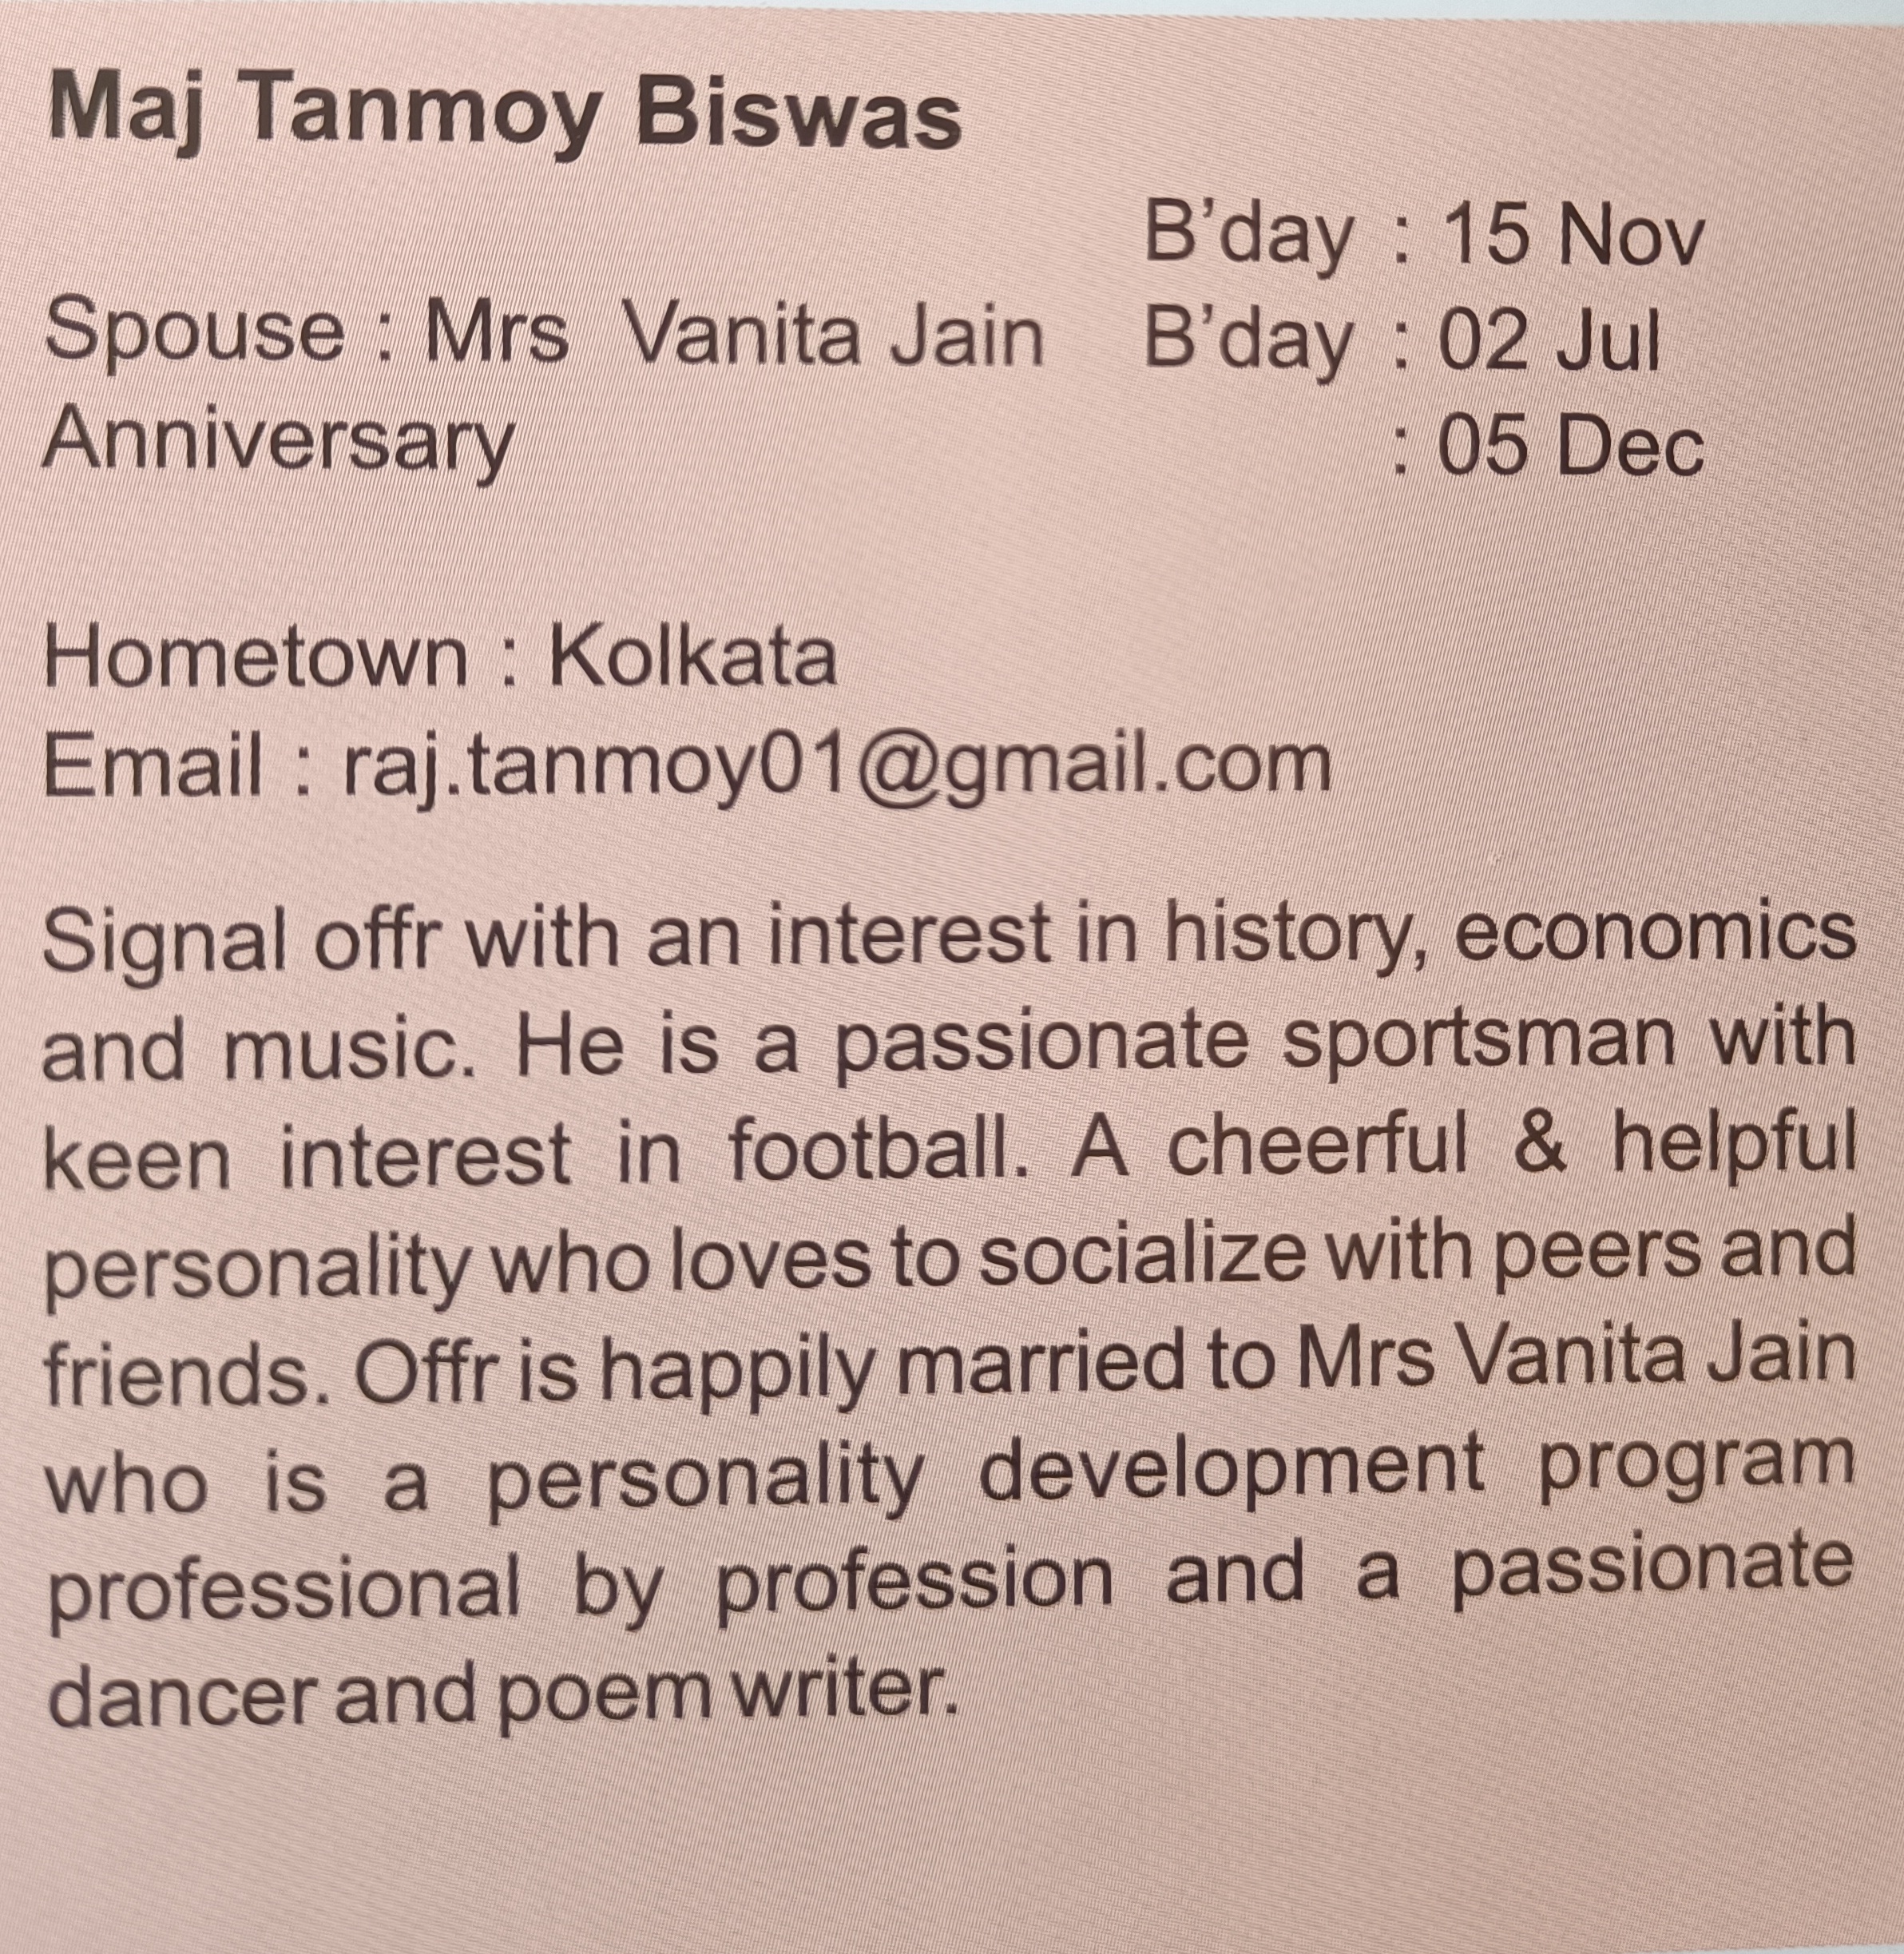 Maj Tanmoy Biswas
B’day : 15 Nov
Spouse : Mrs Vanita Jain B’day : 02 Jul
Anniversary : 05 Dec
Hometown : Kolkata
Email : raj.tanmoy01@gmail.com
Signal offr with an interest in history, economics
and music. He is a passionate sportsman with
keen interest in football. A cheerful & helpful
personality who loves to socialize with peers and
friends. Offr is happily married to Mrs Vanita Jain
who is a personality development program
professional by profession and a passionate
dancer and poem writer.